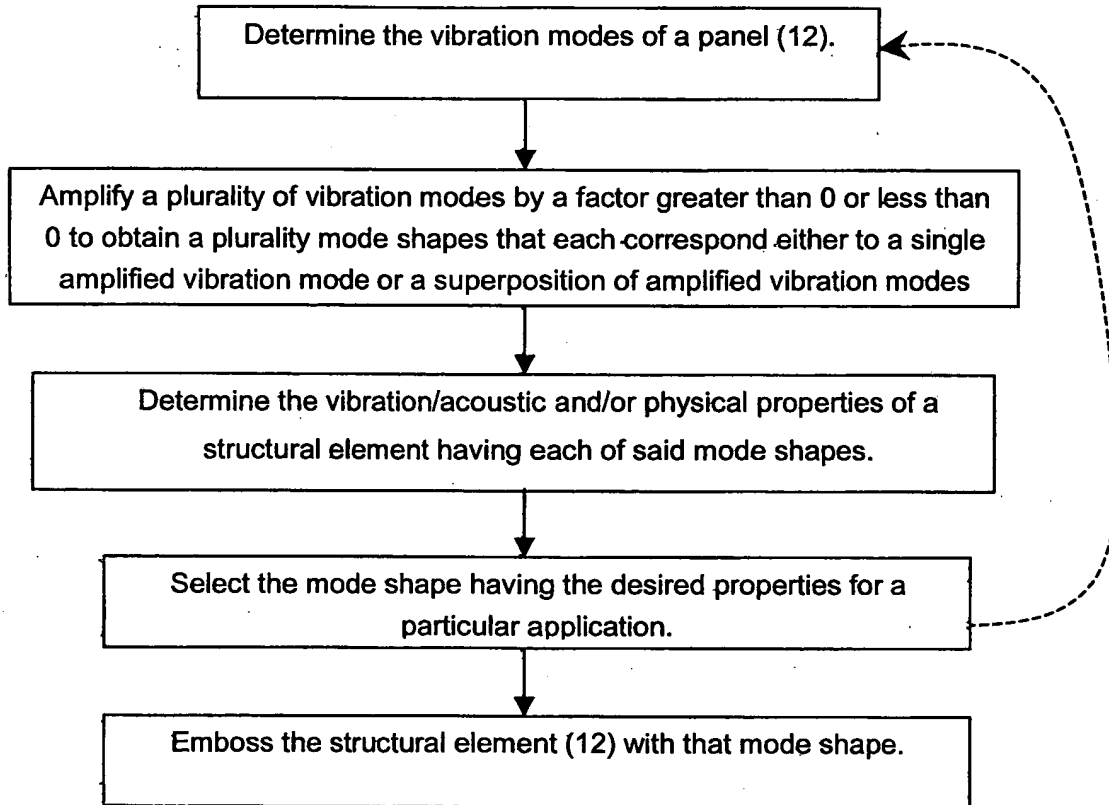 Determine the vibration modes of a panel (12).
Amplify a plurality of vibration modes by a factor greater than 0 or less than
0 to obtain a plurality mode shapes that each correspond either to a single
amplified vibration mode or a superposition of amplified vibration modes
Determine the vibration/acoustic and/or physical properties of a
structural element having each of said mode shapes.
Select the mode shape having the desired properties for a
particular application.
Emboss the structural element (12) with that mode shape.